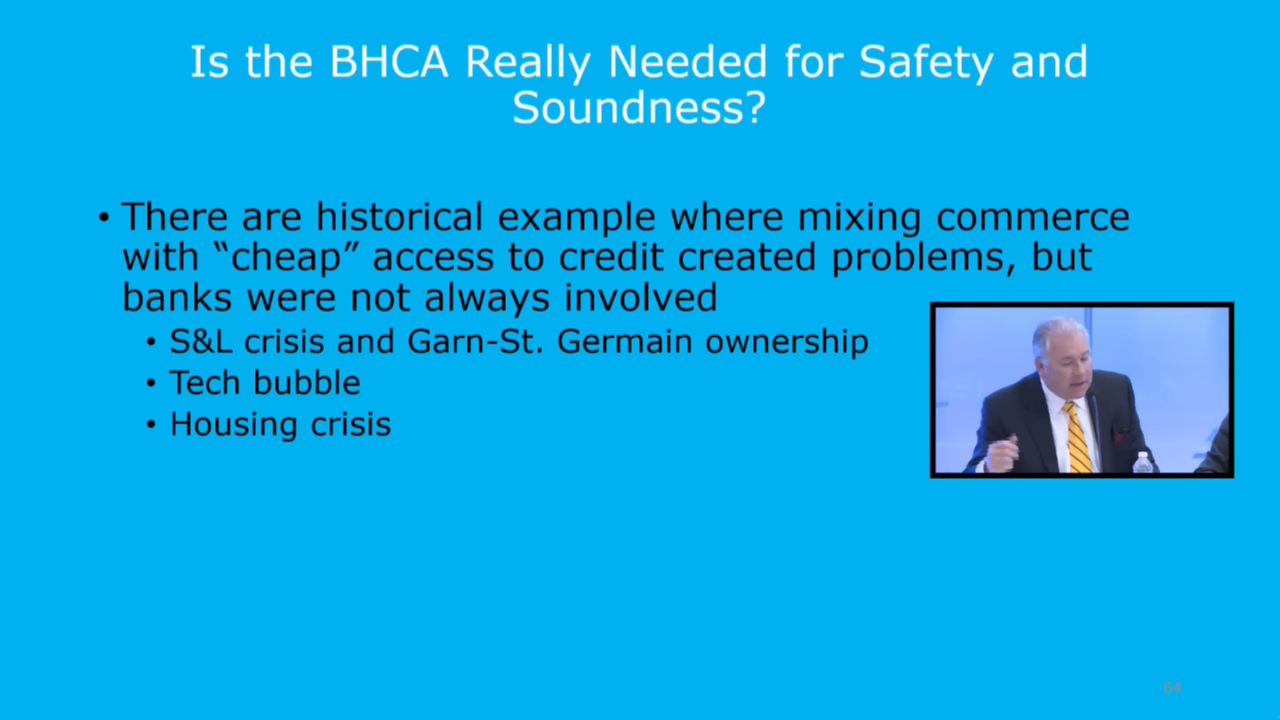 Is the BHCA Really Needed for Safety and
Soundness?
• There are historical example where mixing commerce
with “cheap” access to credit created problems, but
banks were not always involved
• S&L crisis and Garn-St. Germain ownership
• Tech bubble
• Housing crisis
64